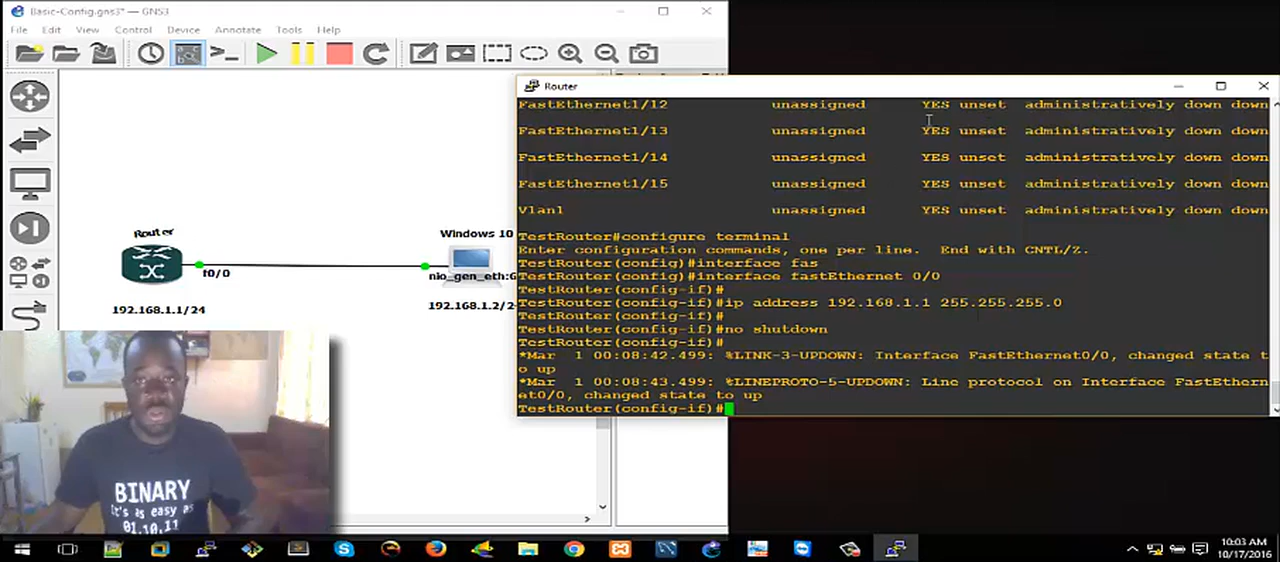 Basic-Config.gns3* — GNS3
File Edit View Control Device Annotate Tools Help
Router
f0/0
192.168.1.1/24
Windows 10
nio_gen_eth:
192.168.1.2/2
Router
FastEthernet1/12 unassigned YES unset administratively down down
FastEthernet1/13 unassigned YES unset administratively down down
FastEthernet1/14 unassigned YES unset administratively down down
FastEthernet1/15 unassigned YES unset administratively down down
Vlan1 unassigned YES unset administratively down down
TestRouter#configure terminal
Enter configuration commands, one per line. End with CNTL/Z.
TestRouter(config)#interface fas
TestRouter(config)#interface fastEthernet 0/0
TestRouter(config-if)#
TestRouter(config-if)#ip address 192.168.1.1 255.255.255.0
TestRouter(config-if)#
TestRouter(config-if)#no shutdown
TestRouter(config-if)#
*Mar 1 00:08:42.499: %LINK-3-UPDOWN: Interface FastEthernet0/0, changed state t
o up
*Mar 1 00:08:43.499: %LINEPROTO-5-UPDOWN: Line protocol on Interface FastEthern
et0/0, changed state to up
TestRouter(config-if)#
BINARY
It's as easy as
01.10.11
10:03 AM
10/17/2016